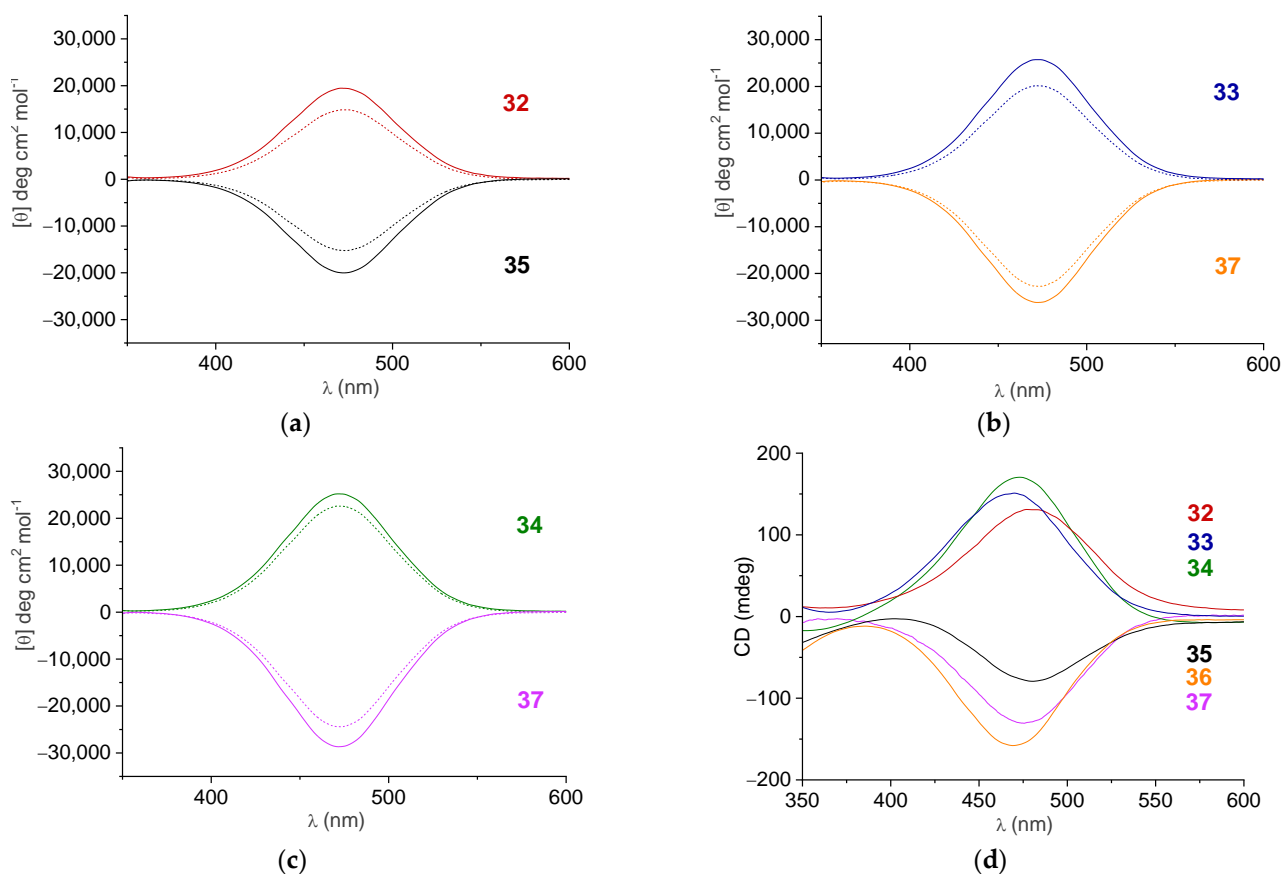 30,000
20,000
10,000
0
−10,000
−20,000
−30,000
[θ] deg cm² mol⁻¹
32
35
400 500 600
λ (nm)
(a)
30,000
20,000
10,000
0
−10,000
−20,000
−30,000
[θ] deg cm² mol⁻¹
33
37
400 500 600
λ (nm)
(b)
30,000
20,000
10,000
0
−10,000
−20,000
−30,000
[θ] deg cm² mol⁻¹
34
37
400 500 600
λ (nm)
(c)
200
100
0
−100
−200
CD (mdeg)
32
33
34
35
36
37
350 400 450 500 550 600
λ (nm)
(d)